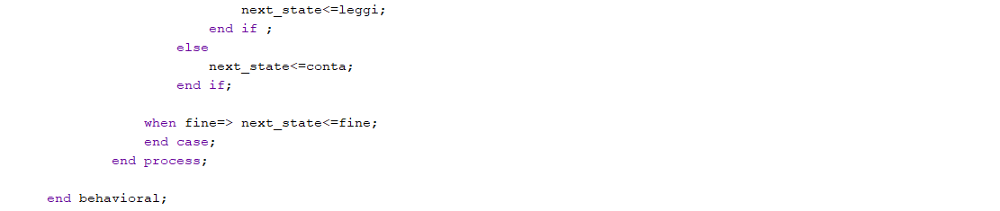 next_state<=leggi;
end if ;
else
next_state<=conta;
end if;
when fine=> next_state<=fine;
end case;
end process;
end behavioral;